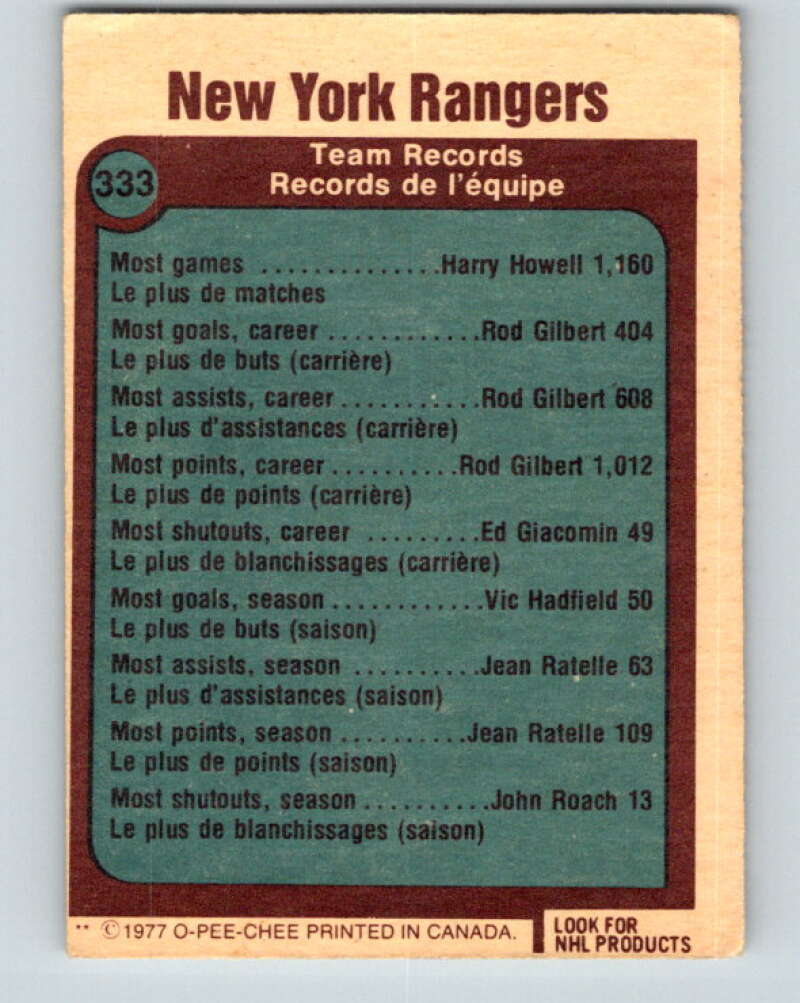 New York Rangers
Team Records
333
Records de l'équipe
Most games ..............Harry Howell 1,160
Le plus de matches
Most goals, career ............Rod Gilbert 404
Le plus de buts (carrière)
Most assists, career ...........Rod Gilbert 608
Le plus d'assistances (carrière)
Most points, career ..........Rod Gilbert 1,012
Le plus de points (carrière)
Most shutouts, career .........Ed Giacomin 49
Le plus de blanchissages (carrière)
Most goals, season ............Vic Hadfield 50
Le plus de buts (saison)
Most assists, season ..........Jean Ratelle 63
Le plus d'assistances (saison)
Most points, season ..........Jean Ratelle 109
Le plus de points (saison)
Most shutouts, season ..........John Roach 13
Le plus de blanchissages (saison)
** ©1977 O-PEE-CHEE PRINTED IN CANADA.
LOOK FOR
NHL PRODUCTS